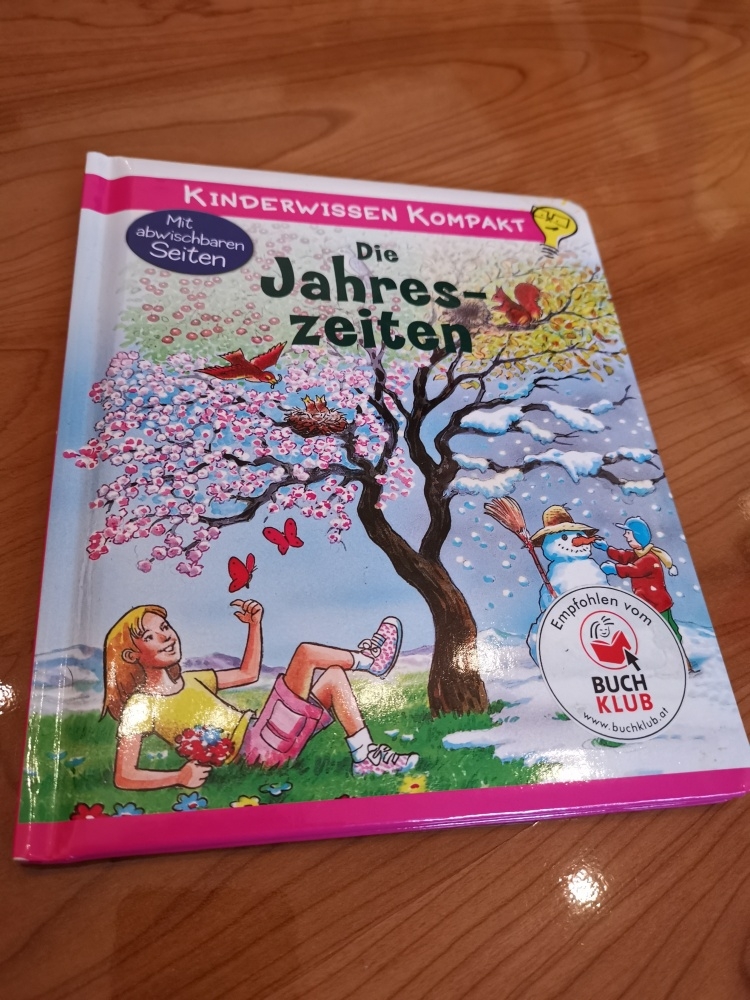 KINDERWISSEN KOMPAKT
Mit
abwischbaren
Seiten
Die
Jahres-
zeiten
Empfohlen vom
BUCH
KLUB
www.buchklub.at